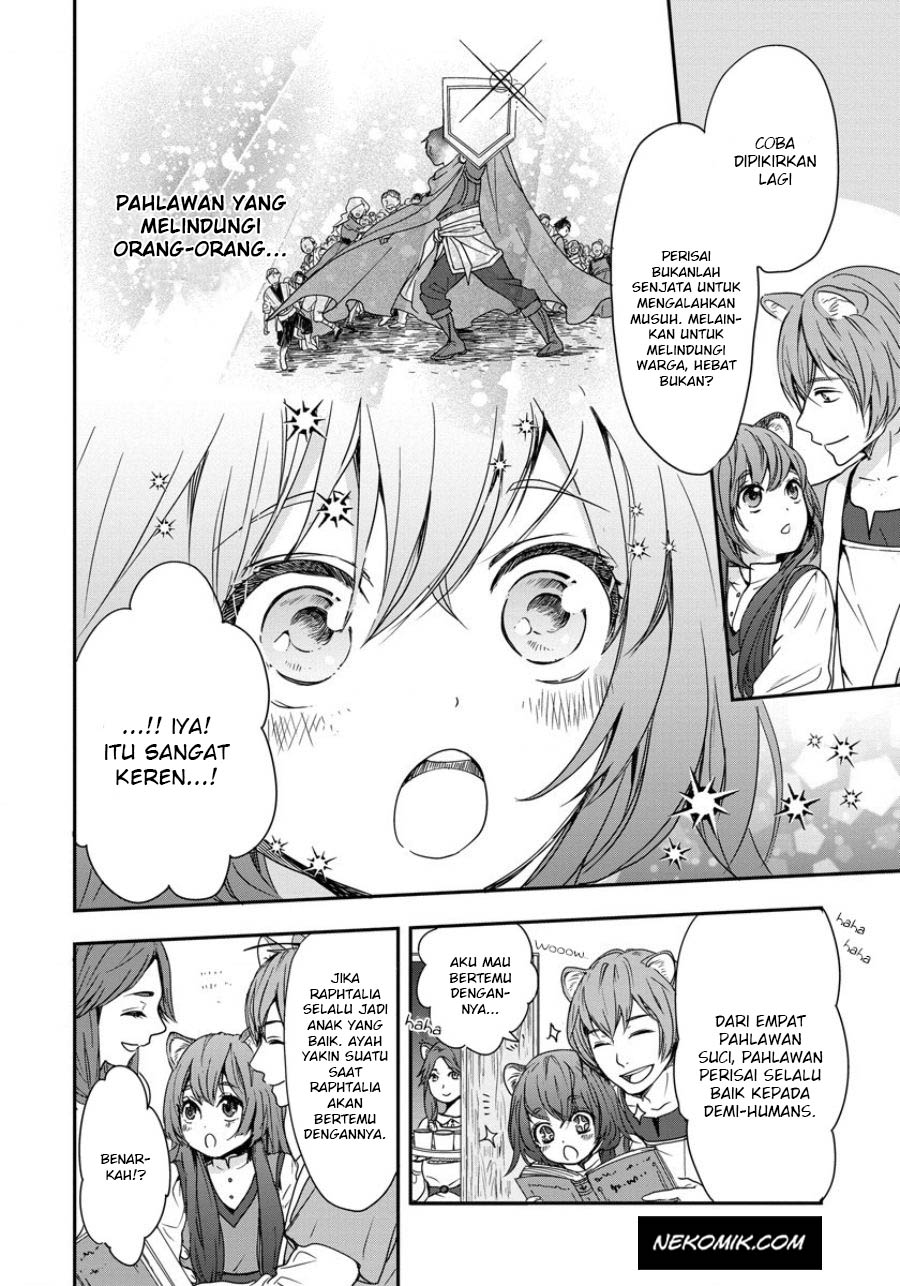 COBA
DIPIKIRKAN
LAGI
PERISAI
BUKANLAH
SENJATA UNTUK
MENGALAHKAN
MUSUH. MELAIN-
KAN UNTUK
MELINDUNGI
WARGA, HEBAT
BUKAN?
PAHLAWAN YANG
MELINDUNGI
ORANG-ORANG...
...!! IYA!
ITU SANGAT
KEREN...!
haha
haha
DARI EMPAT
PAHLAWAN
SUCI, PAHLAWAN
PERISAI SELALU
BAIK KEPADA
DEMI-HUMANS.
WOOOW...
AKU MAU
BERTEMU
DENGAN-
NYA...
haha
JIKA
RAPHTALIA
SELALU JADI
ANAK YANG
BAIK. AYAH
YAKIN SUATU
SAAT
RAPHTALIA
AKAN
BERTEMU
DENGANNYA.
BENAR-
KAH!?
NEKOMIK.COM